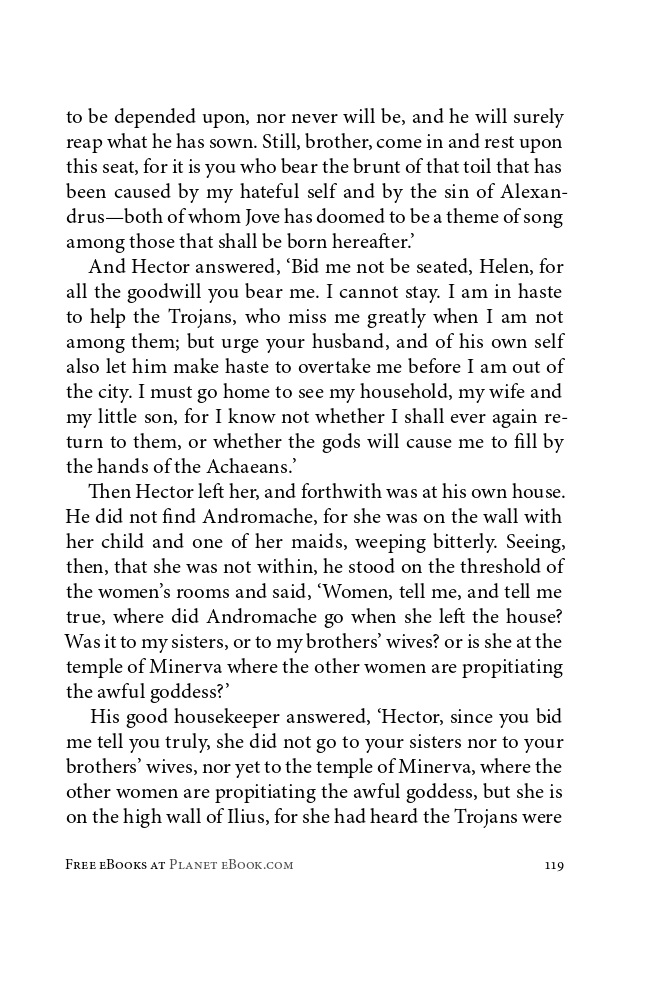 to be depended upon, nor never will be, and he will surely
reap what he has sown. Still, brother, come in and rest upon
this seat, for it is you who bear the brunt of that toil that has
been caused by my hateful self and by the sin of Alexan-
drus—both of whom Jove has doomed to be a theme of song
among those that shall be born hereafter.’
And Hector answered, ‘Bid me not be seated, Helen, for
all the goodwill you bear me. I cannot stay. I am in haste
to help the Trojans, who miss me greatly when I am not
among them; but urge your husband, and of his own self
also let him make haste to overtake me before I am out of
the city. I must go home to see my household, my wife and
my little son, for I know not whether I shall ever again re-
turn to them, or whether the gods will cause me to fill by
the hands of the Achaeans.’
Then Hector left her, and forthwith was at his own house.
He did not find Andromache, for she was on the wall with
her child and one of her maids, weeping bitterly. Seeing,
then, that she was not within, he stood on the threshold of
the women’s rooms and said, ‘Women, tell me, and tell me
true, where did Andromache go when she left the house?
Was it to my sisters, or to my brothers’ wives? or is she at the
temple of Minerva where the other women are propitiating
the awful goddess?’
His good housekeeper answered, ‘Hector, since you bid
me tell you truly, she did not go to your sisters nor to your
brothers’ wives, nor yet to the temple of Minerva, where the
other women are propitiating the awful goddess, but she is
on the high wall of Ilius, for she had heard the Trojans were
Free eBooks at Planet eBook.com 119